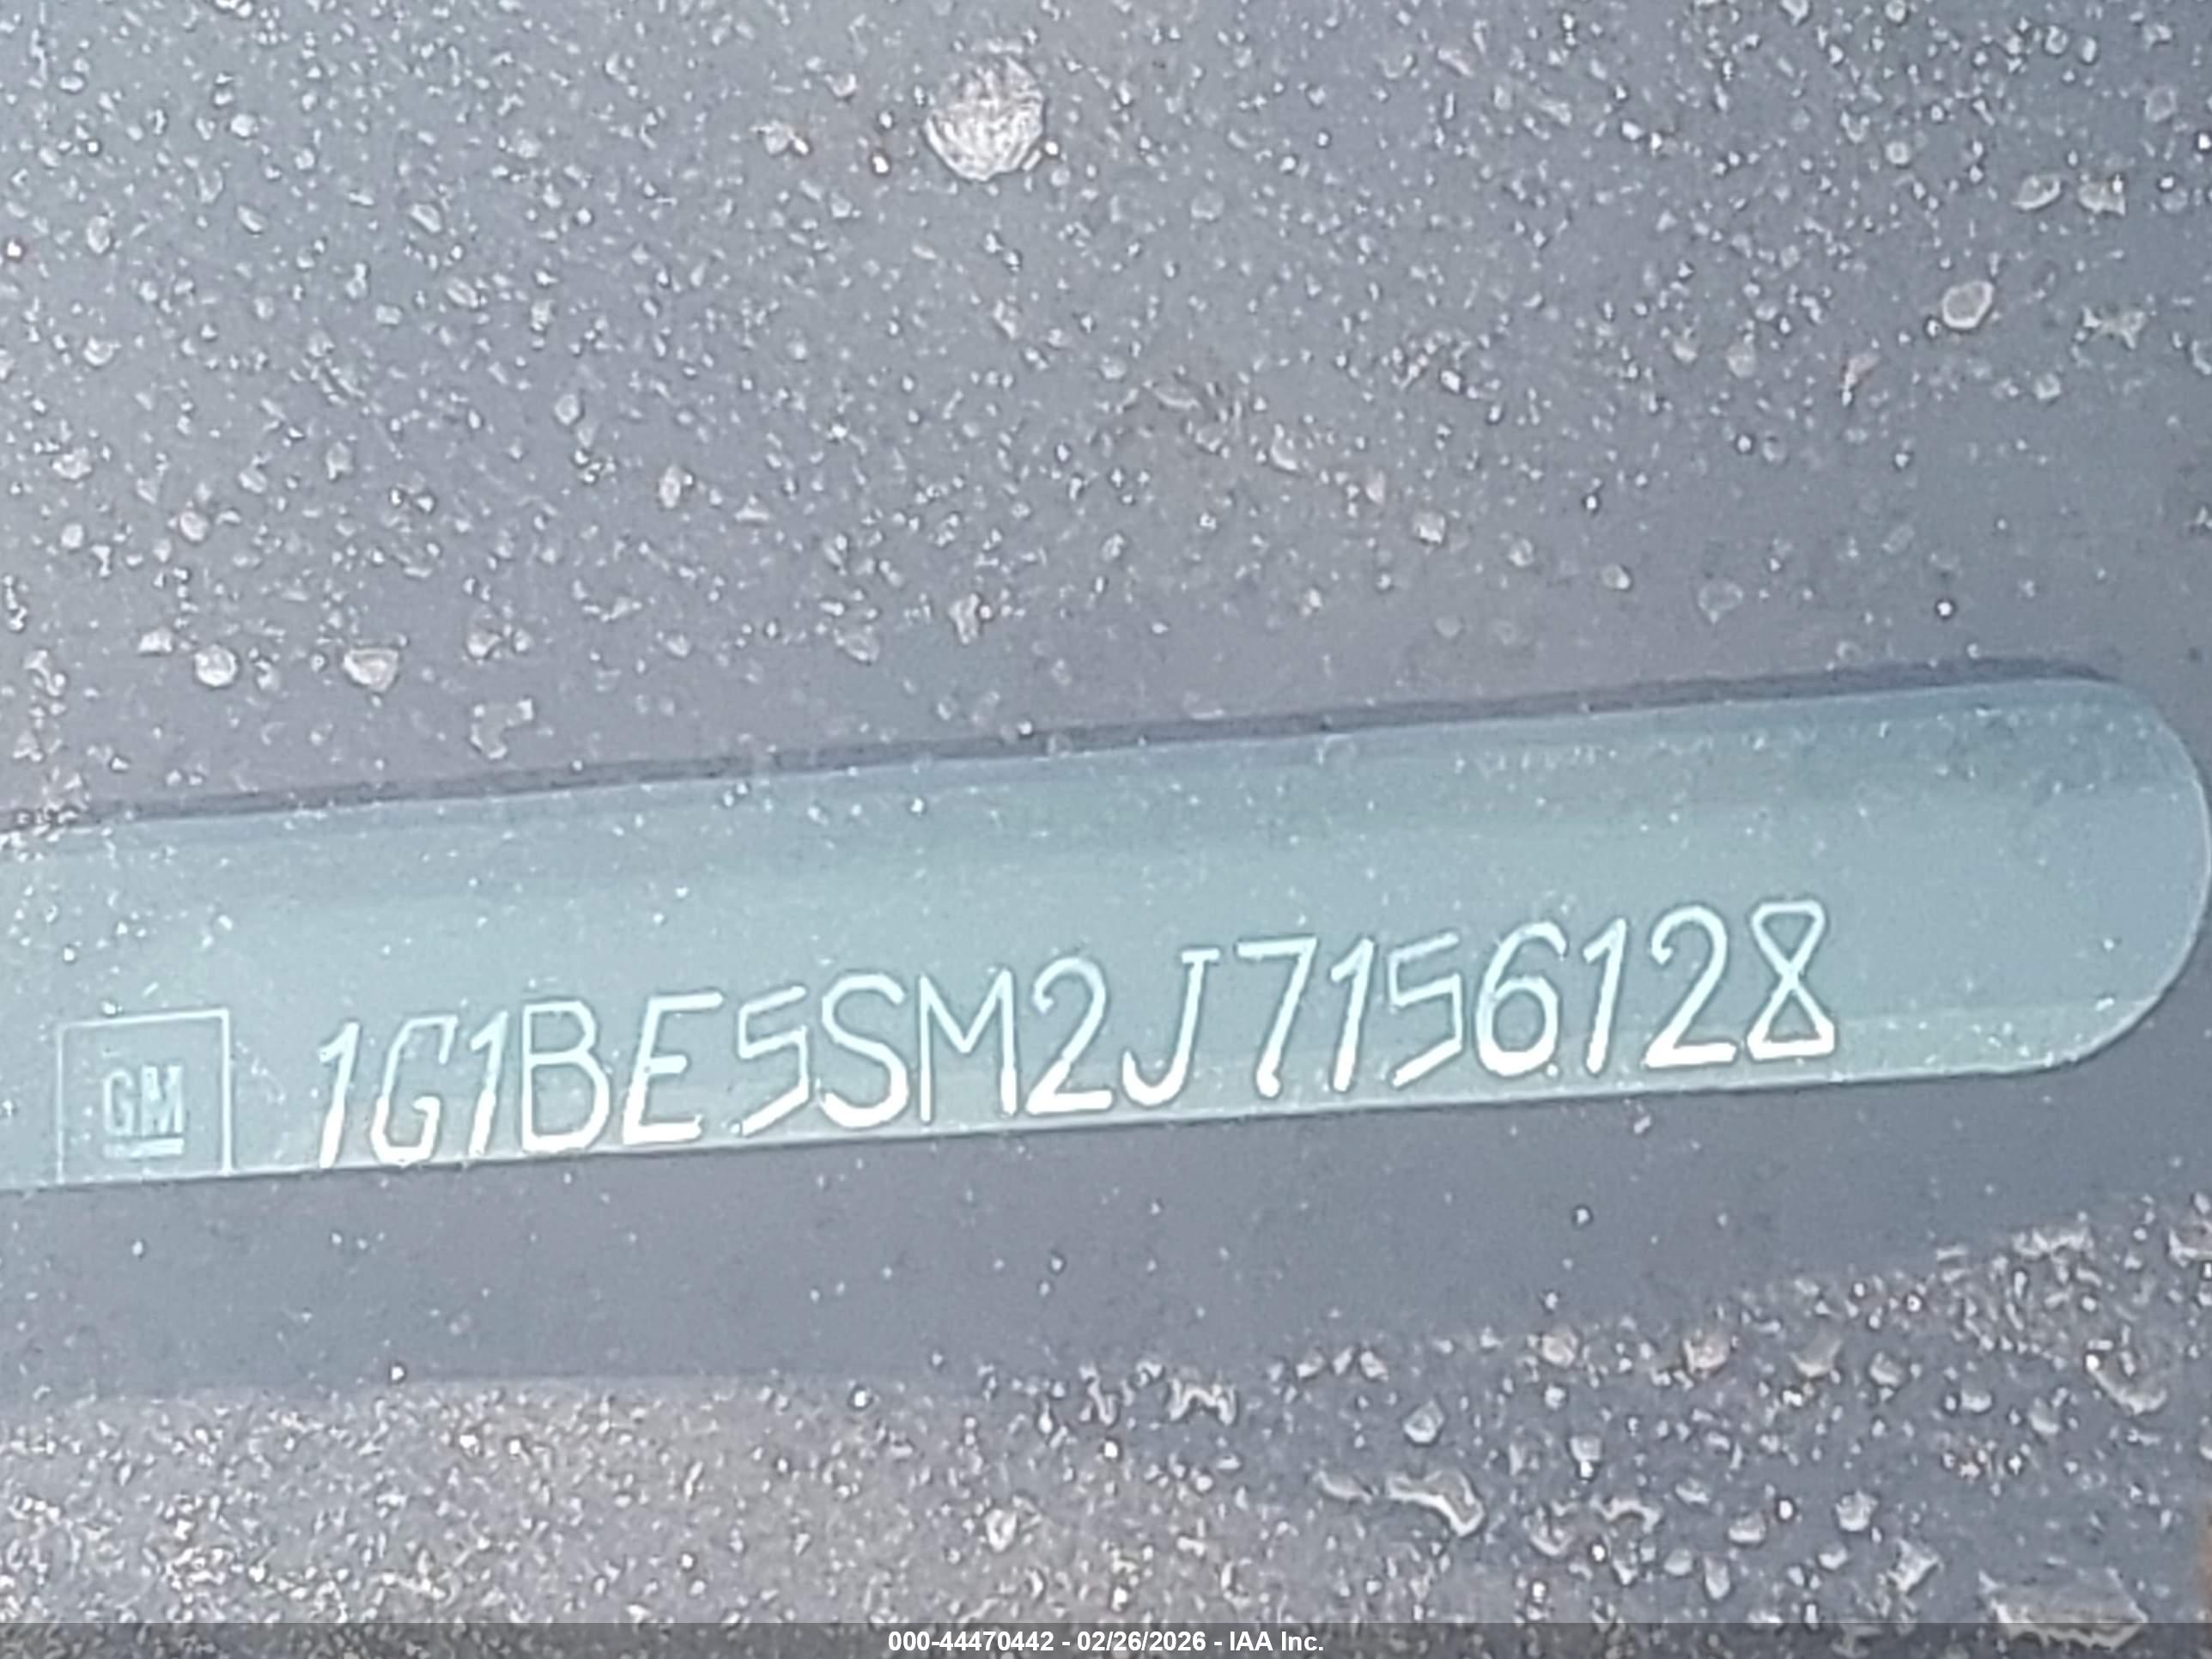 GM 1G1BE5SM2J7156128
000-44470442 - 02/26/2026 - IAA Inc.